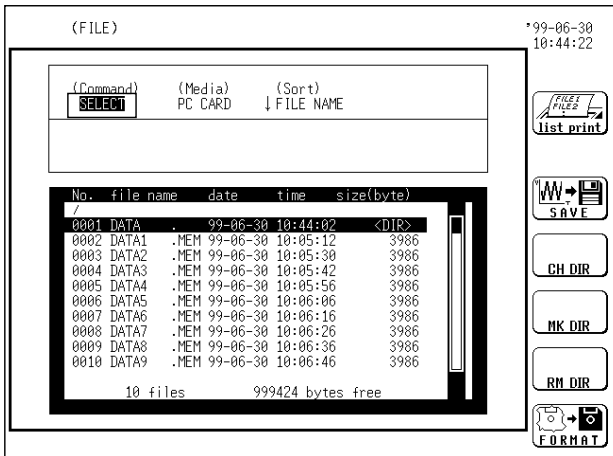 (FILE)
'99-06-30
10:44:22
(Command) (Media) (Sort)
SELECT PC CARD ↓FILE NAME
FILE1
FILE2
list print
No. file name date time size(byte)
/
0001 DATA . 99-06-30 10:44:02 <DIR>
0002 DATA1 .MEM 99-06-30 10:05:12 3986
0003 DATA2 .MEM 99-06-30 10:05:30 3986
0004 DATA3 .MEM 99-06-30 10:05:42 3986
0005 DATA4 .MEM 99-06-30 10:05:56 3986
0006 DATA5 .MEM 99-06-30 10:06:06 3986
0007 DATA6 .MEM 99-06-30 10:06:16 3986
0008 DATA7 .MEM 99-06-30 10:06:26 3986
0009 DATA8 .MEM 99-06-30 10:06:36 3986
0010 DATA9 .MEM 99-06-30 10:06:46 3986
10 files 999424 bytes free
SAVE
CH DIR
MK DIR
RM DIR
FORMAT